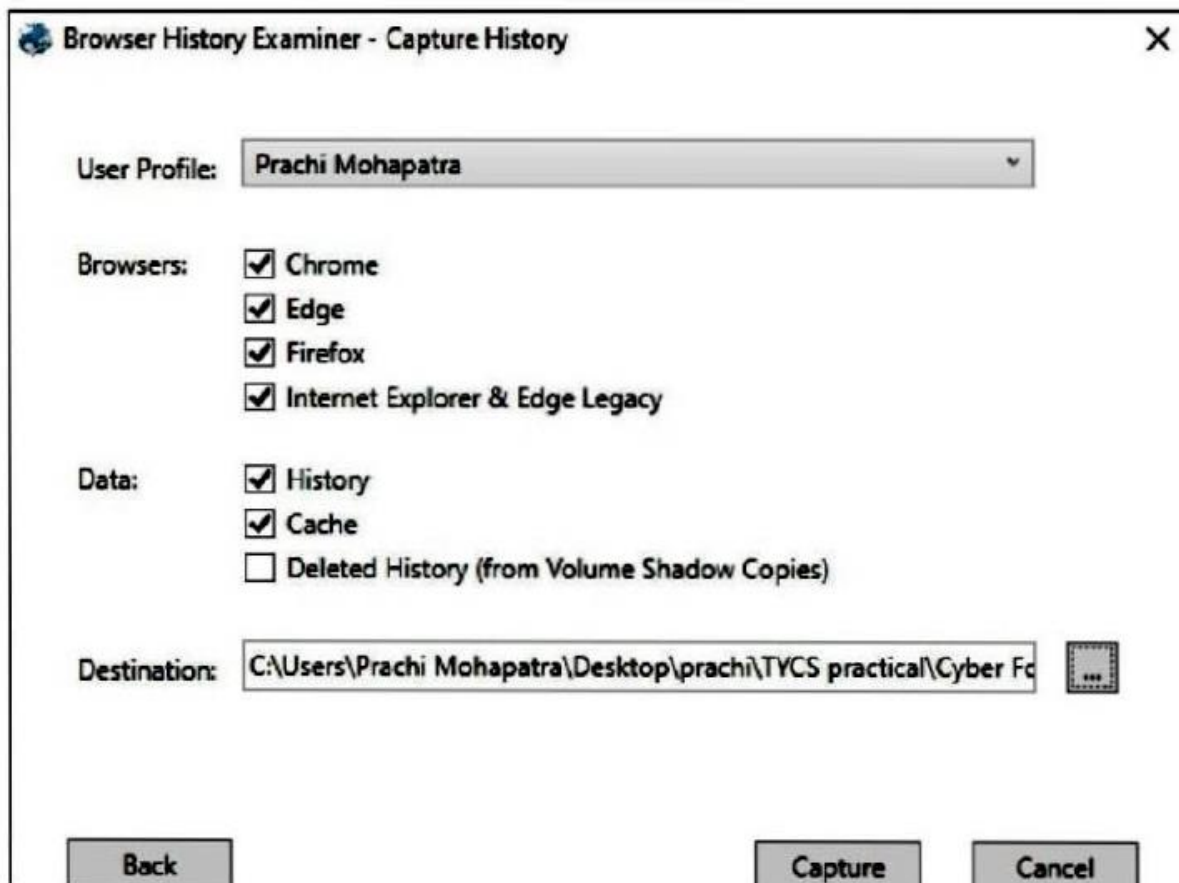 Browser History Examiner - Capture History
User Profile: Prachi Mohapatra
Browsers: Chrome
Edge
Firefox
Internet Explorer & Edge Legacy
Data: History
Cache
Deleted History (from Volume Shadow Copies)
Destination: C:\Users\Prachi Mohapatra\Desktop\prachi\TYCS practical\Cyber Fo
...
Back Capture Cancel